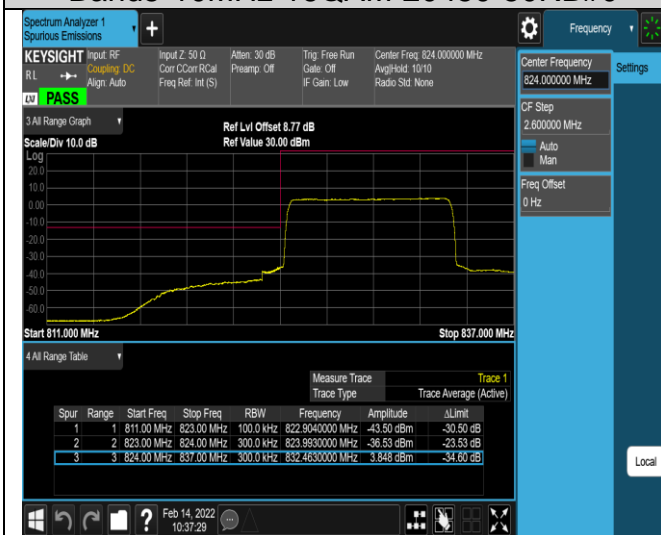 Spectrum Analyzer 1
Spurious Emissions
Frequency
KEYSIGHT
RL
Input: RF
Coupling: DC
Align: Auto
Input Z: 50 Ω
Corr CCorr RCal
Freq Ref: Int (S)
Atten: 30 dB
Preamp: Off
Trig: Free Run
Gate: Off
IF Gain: Low
Center Freq: 824.000000 MHz
Avg|Hold: 10/10
Radio Std: None
LXI PASS
3 All Range Graph
Scale/Div 10.0 dB
Ref Lvl Offset 8.77 dB
Ref Value 30.00 dBm
Log
20.0
10.0
0.00
-10.0
-20.0
-30.0
-40.0
-50.0
-60.0
Start 811.000 MHz
Stop 837.000 MHz
4 All Range Table
Measure Trace Trace 1
Trace Type Trace Average (Active)
Spur Range Start Freq Stop Freq RBW Frequency Amplitude ΔLimit
1 1 811.00 MHz 823.00 MHz 100.0 kHz 822.9040000 MHz -43.50 dBm -30.50 dB
2 2 823.00 MHz 824.00 MHz 300.0 kHz 823.9930000 MHz -36.53 dBm -23.53 dB
3 3 824.00 MHz 837.00 MHz 300.0 kHz 832.4630000 MHz 3.848 dBm -34.60 dB
Center Frequency
824.000000 MHz
Settings
CF Step
2.600000 MHz
Auto
Man
Freq Offset
0 Hz
Local
Feb 14, 2022
10:37:29